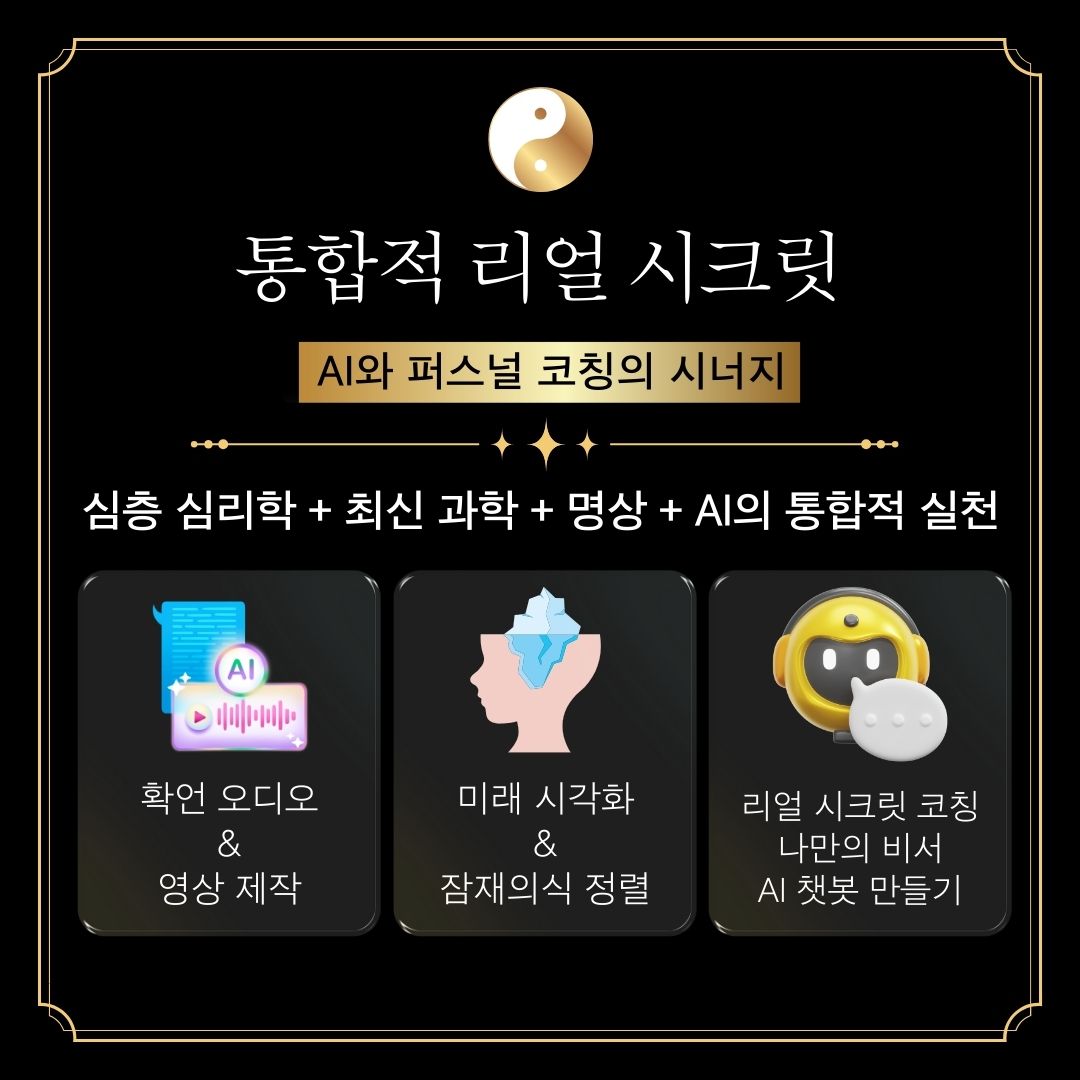 통합적 리얼 시크릿
AI와 퍼스널 코칭의 시너지
심층 심리학 + 최신 과학 + 명상 + AI의 통합적 실천
AI
확언 오디오
&
영상 제작
미래 시각화
&
잠재의식 정렬
리얼 시크릿 코칭
나만의 비서
AI 챗봇 만들기